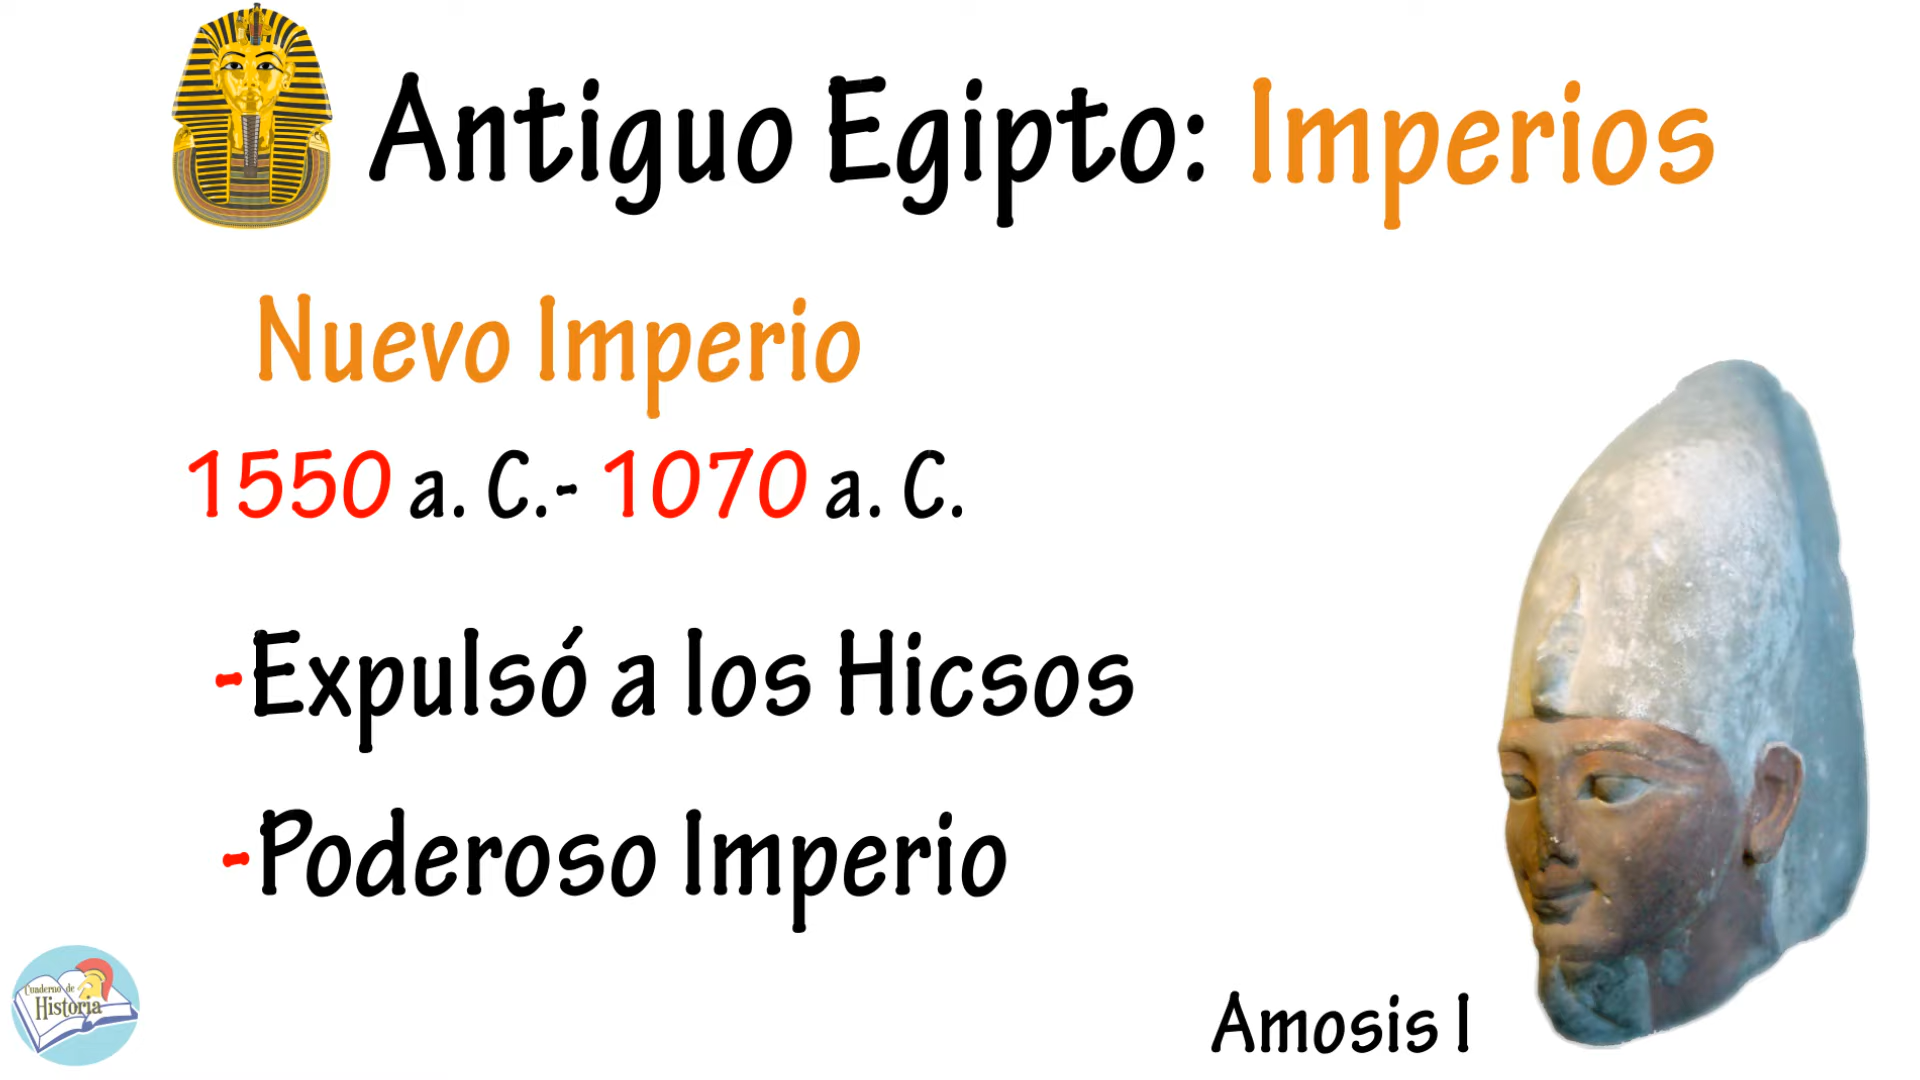 Antiguo Egipto: Imperios
Nuevo Imperio
1550 a. C.- 1070 a. C.
-Expulsó a los Hicsos
-Poderoso Imperio
Amosis I
Cuaderno de
Historia